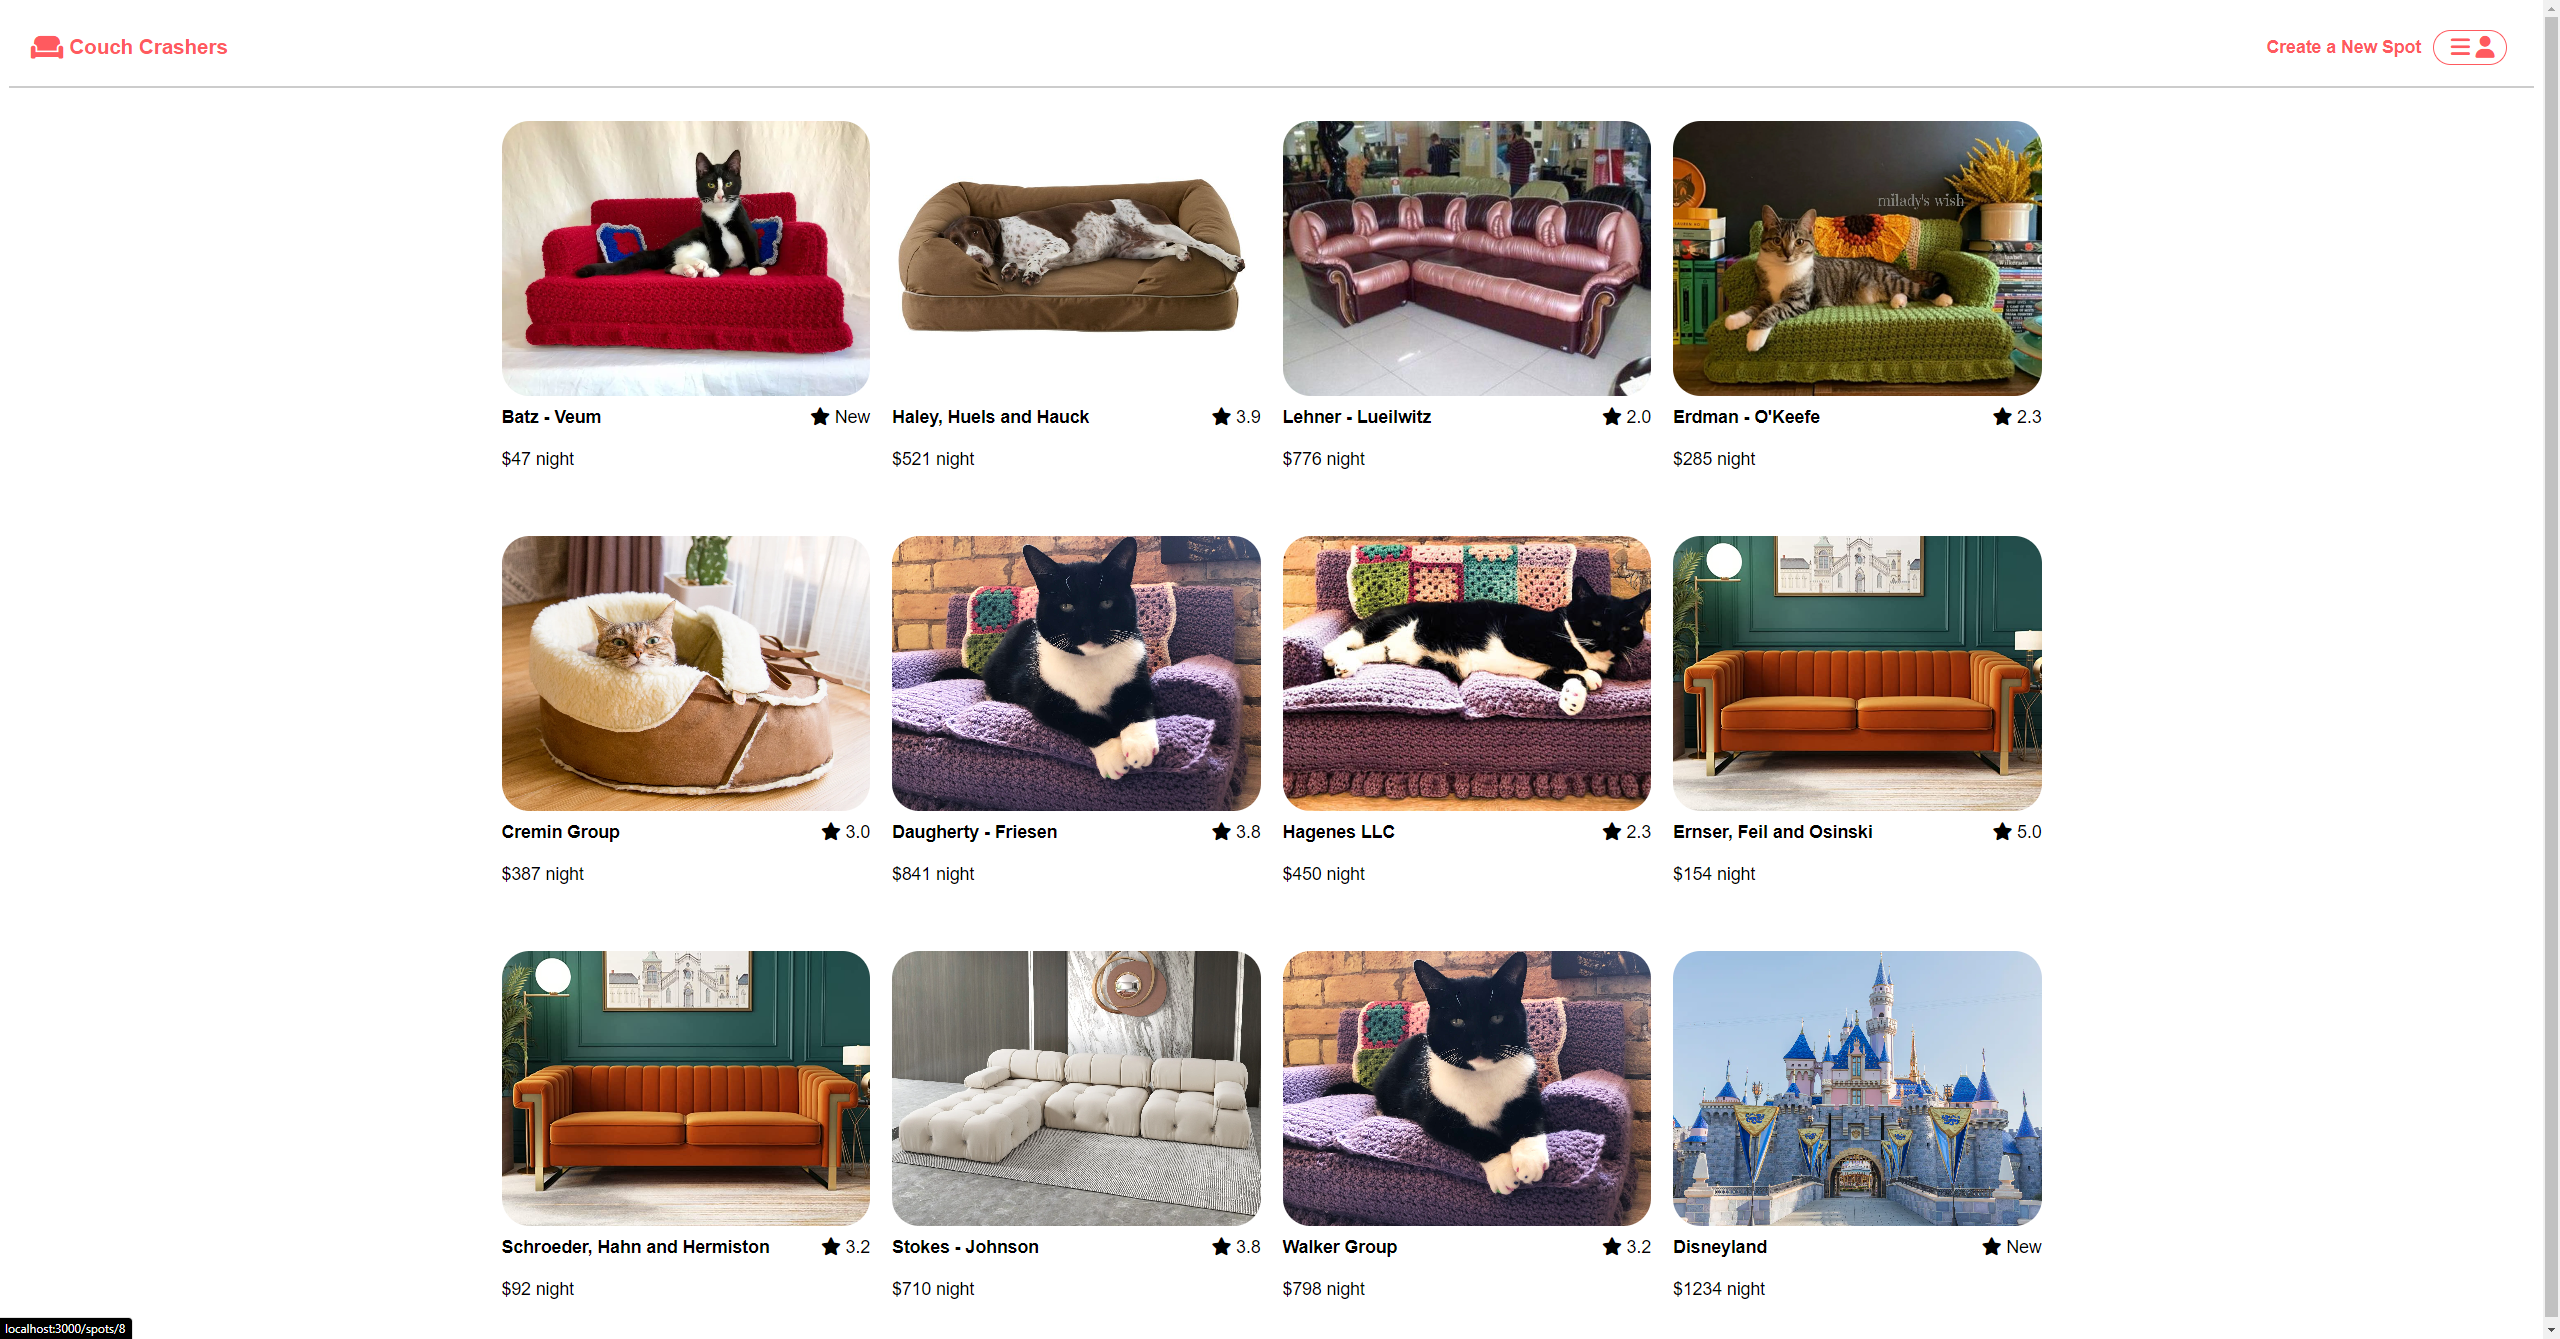 Couch Crashers
Create a New Spot
milady's wish
Batz - Veum
New
$47 night
Haley, Huels and Hauck
3.9
$521 night
Lehner - Lueilwitz
2.0
$776 night
Erdman - O'Keefe
2.3
$285 night
Cremin Group
3.0
$387 night
Daugherty - Friesen
3.8
$841 night
Hagenes LLC
2.3
$450 night
Ernser, Feil and Osinski
5.0
$154 night
Schroeder, Hahn and Hermiston
3.2
$92 night
Stokes - Johnson
3.8
$710 night
Walker Group
3.2
$798 night
Disneyland
New
$1234 night
localhost:3000/spots/8